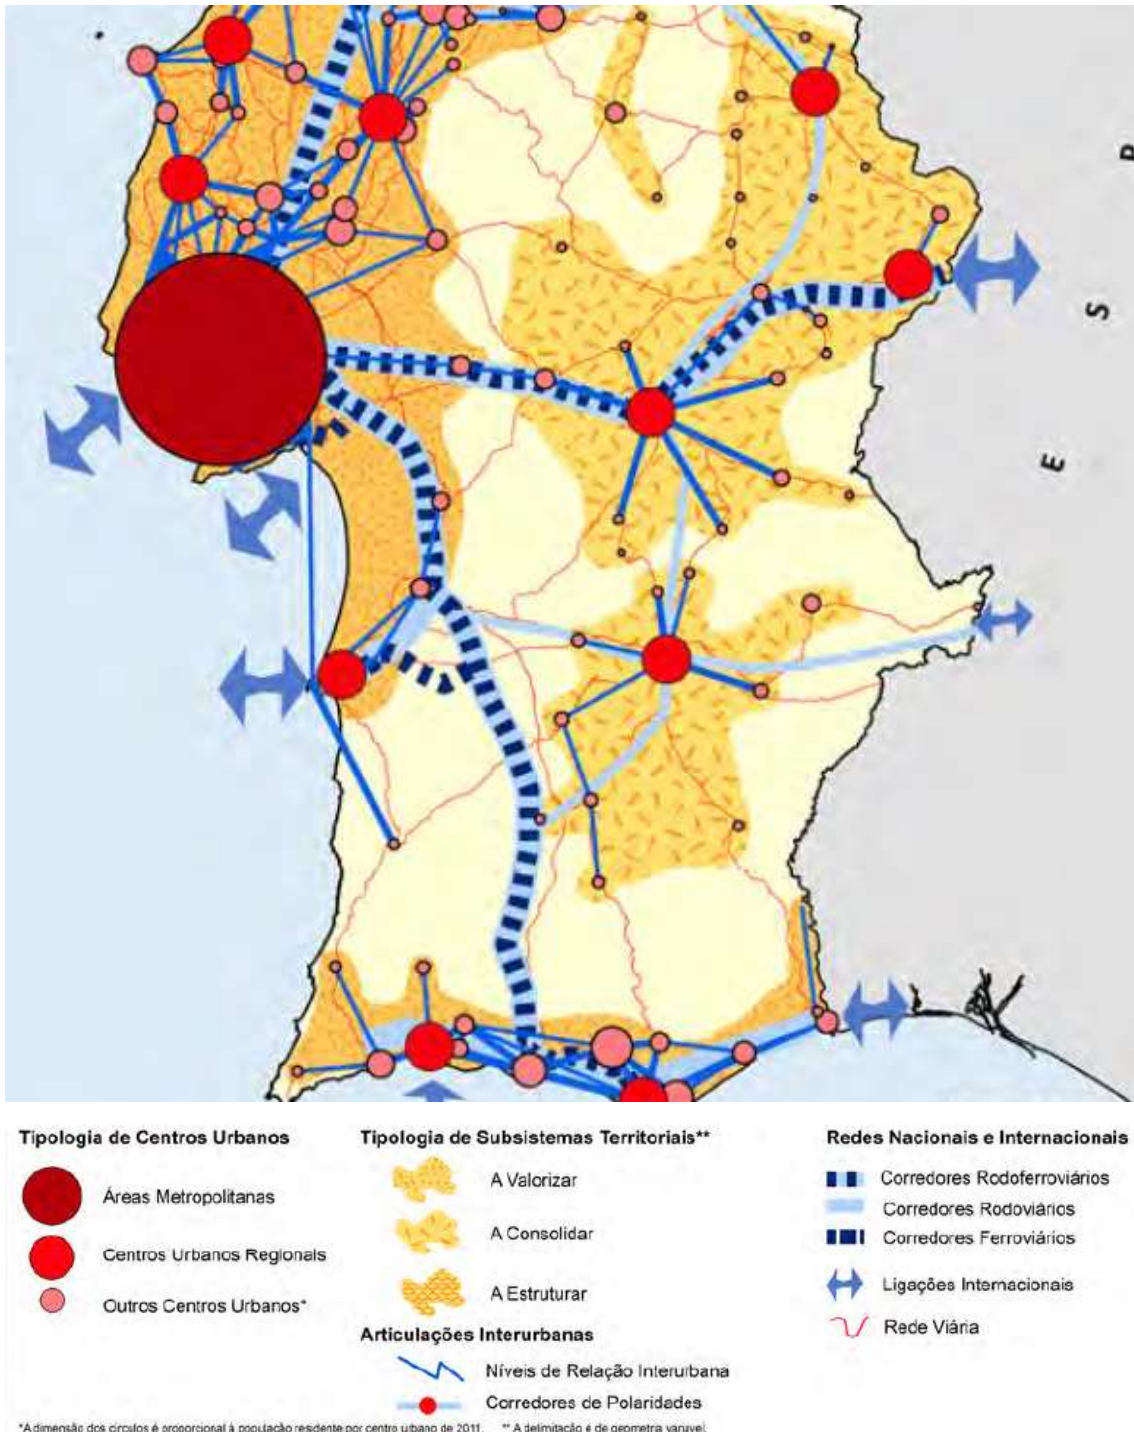 D
S
E
Tipologia de Centros Urbanos
Áreas Metropolitanas
Centros Urbanos Regionais
Outros Centros Urbanos*
Tipologia de Subsistemas Territoriais**
A Valorizar
A Consolidar
A Estruturar
Articulações Interurbanas
Níveis de Relação Interurbana
Corredores de Polaridades
Redes Nacionais e Internacionais
Corredores Rodoferroviários
Corredores Rodoviários
Corredores Ferroviários
Ligações Internacionais
Rede Viária
*A dimensão dos círculos é proporcional à população residente por centro urbano de 2011. ** A delimitação é de geometria variável.